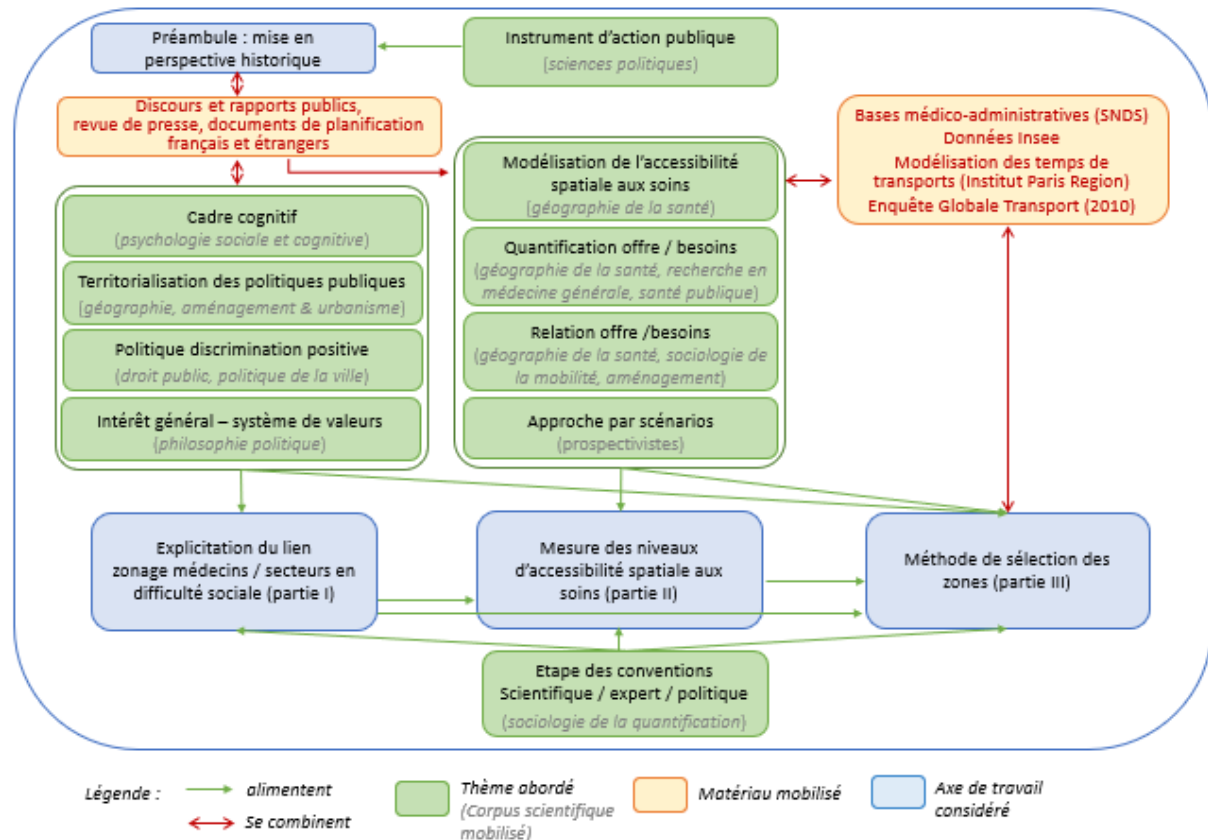 Préambule : mise en
perspective historique
Instrument d’action publique
(sciences politiques)
Discours et rapports publics,
revue de presse, documents de planification
français et étrangers
Bases médico-administratives (SNDS)
Données Insee
Modélisation des temps de
transports (Institut Paris Region)
Enquête Globale Transport (2010)
Cadre cognitif
(psychologie sociale et cognitive)
Territorialisation des politiques publiques
(géographie, aménagement & urbanisme)
Politique discrimination positive
(droit public, politique de la ville)
Intérêt général – système de valeurs
(philosophie politique)
Modélisation de l’accessibilité
spatiale aux soins
(géographie de la santé)
Quantification offre / besoins
(géographie de la santé, recherche en
médecine générale, santé publique)
Relation offre /besoins
(géographie de la santé, sociologie de
la mobilité, aménagement)
Approche par scénarios
(prospectivistes)
Explicitation du lien
zonage médecins / secteurs en
difficulté sociale (partie I)
Mesure des niveaux
d’accessibilité spatiale aux
soins (partie II)
Méthode de sélection des
zones (partie III)
Etape des conventions
Scientifique / expert / politique
(sociologie de la quantification)
Légende :
alimentent
Se combinent
Thème abordé
(Corpus scientifique
mobilisé)
Matériau mobilisé
Axe de travail
considéré